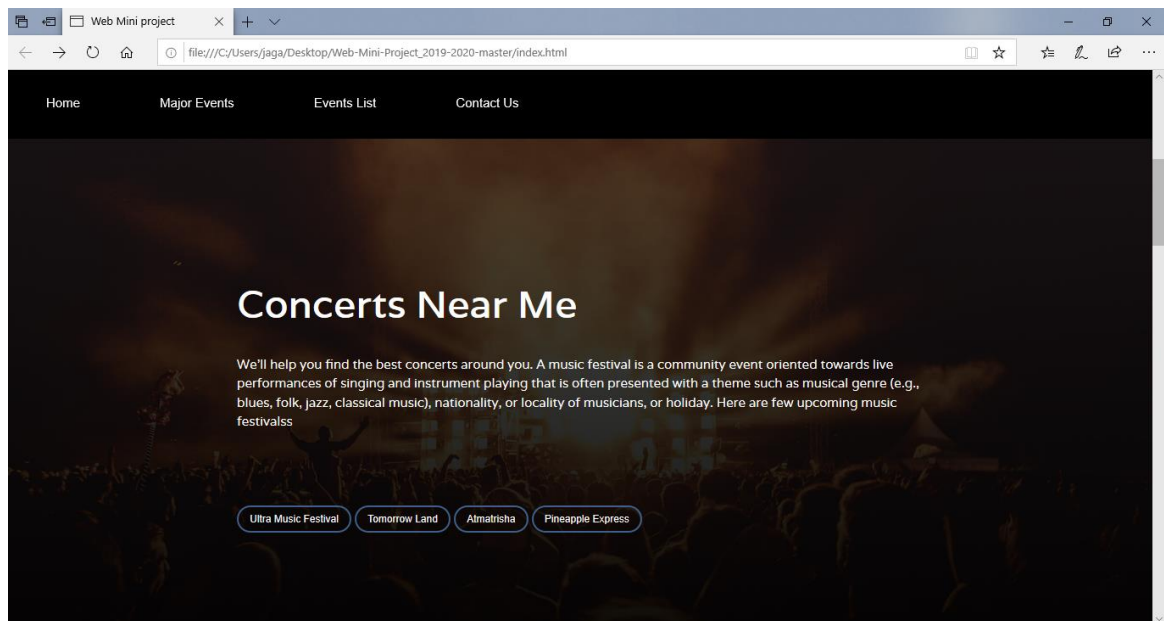 Web Mini project
file:///C:/Users/jaga/Desktop/Web-Mini-Project_2019-2020-master/index.html
Home Major Events Events List Contact Us
Concerts Near Me
We'll help you find the best concerts around you. A music festival is a community event oriented towards live
performances of singing and instrument playing that is often presented with a theme such as musical genre (e.g.,
blues, folk, jazz, classical music), nationality, or locality of musicians, or holiday. Here are few upcoming music
festivalss
Ultra Music Festival Tomorrow Land Atmatrisha Pineapple Express